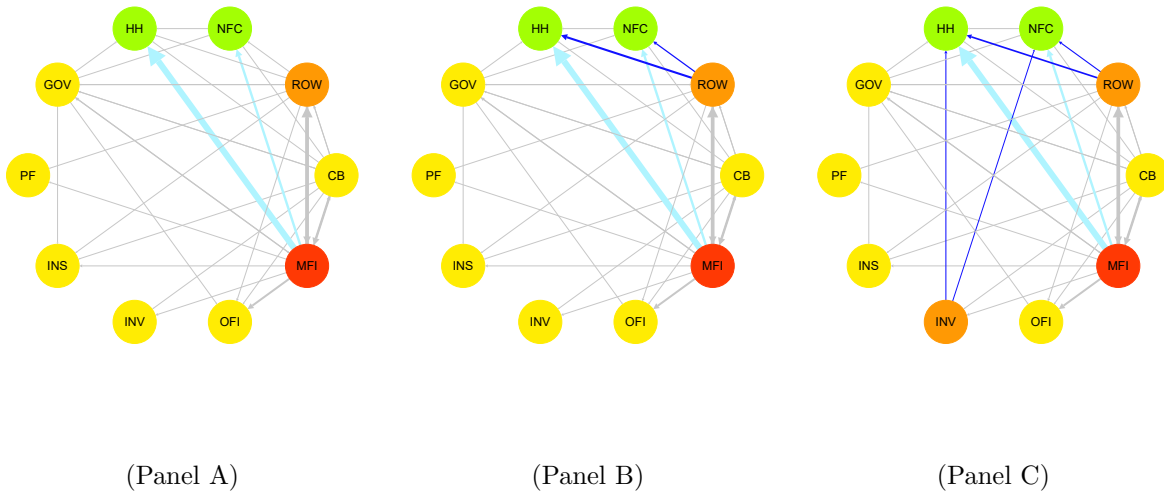 HH NFC
GOV ROW
PF CB
INS MFI
INV OFI
HH NFC
GOV ROW
PF CB
INS MFI
INV OFI
HH NFC
GOV ROW
PF CB
INS MFI
INV OFI
(Panel A) (Panel B) (Panel C)